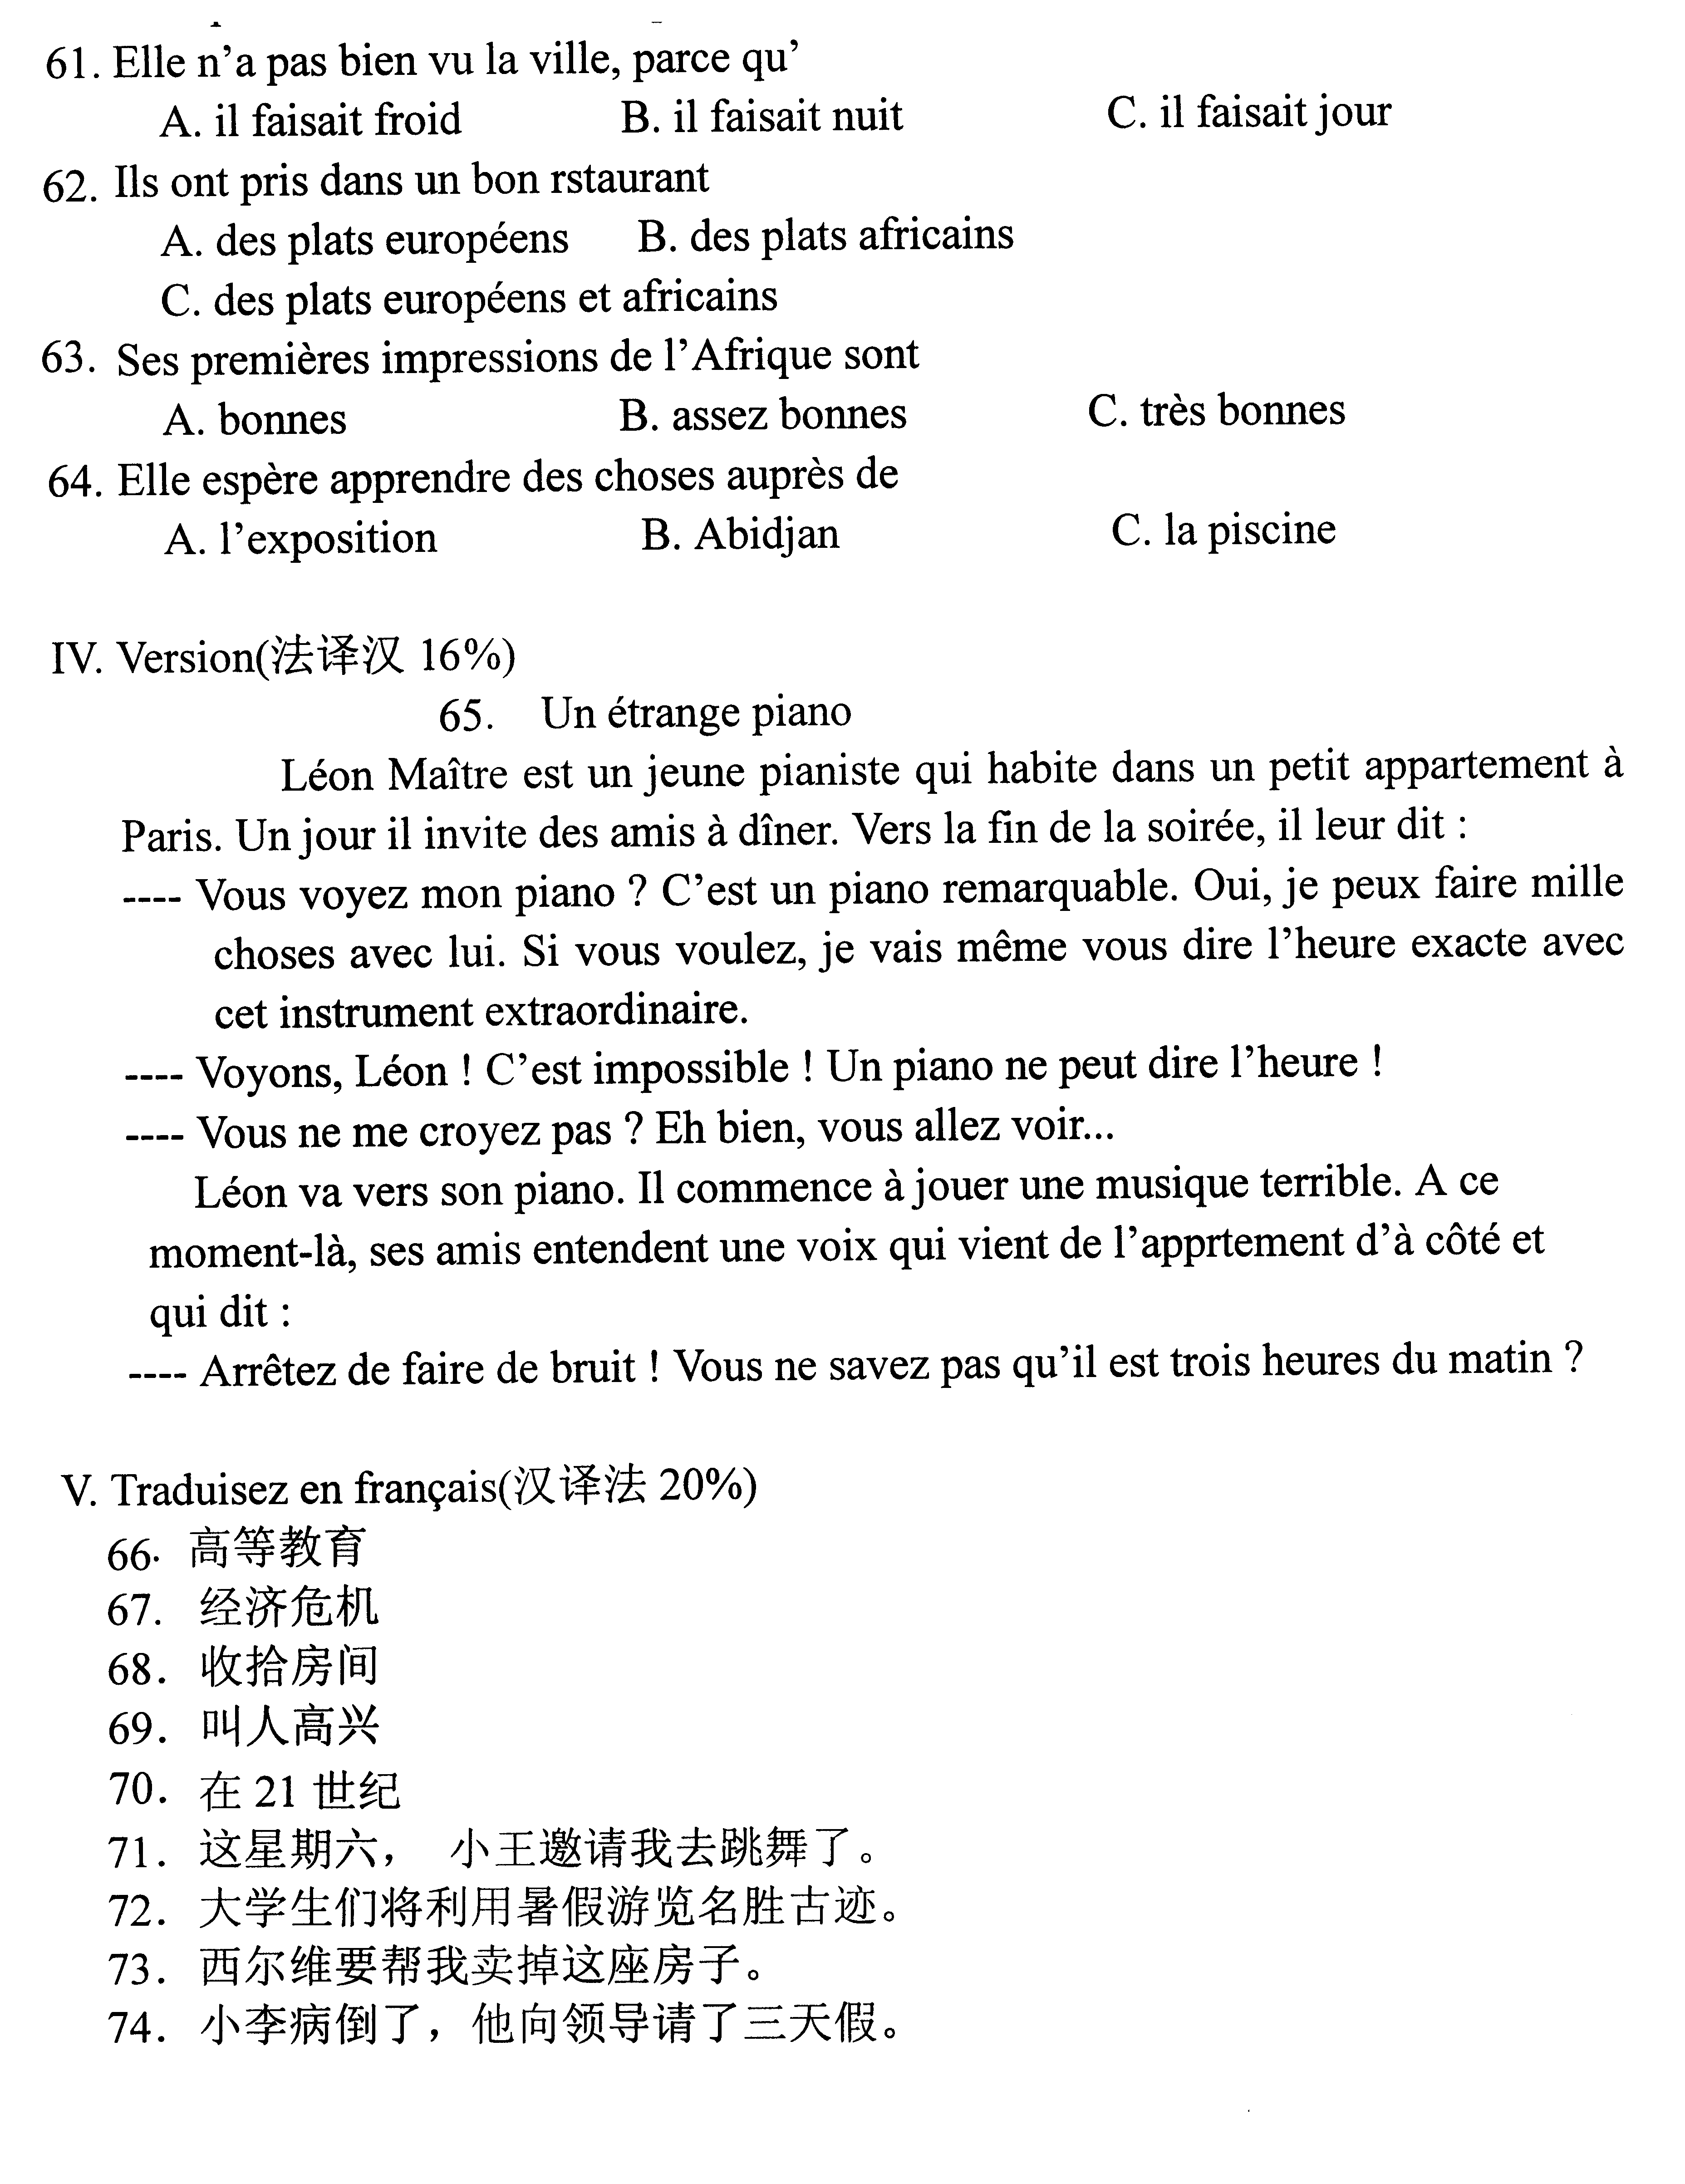 61. Elle n’a pas bien vu la ville, parce qu’
A. il faisait froid B. il faisait nuit C. il faisait jour
62. Ils ont pris dans un bon rstaurant
A. des plats européens B. des plats africains
C. des plats européens et africains
63. Ses premières impressions de l’Afrique sont
A. bonnes B. assez bonnes C. très bonnes
64. Elle espère apprendre des choses auprès de
A. l’exposition B. Abidjan C. la piscine
IV. Version(法译汉 16%)
65. Un étrange piano
Léon Maître est un jeune pianiste qui habite dans un petit appartement à
Paris. Un jour il invite des amis à dîner. Vers la fin de la soirée, il leur dit :
---- Vous voyez mon piano ? C’est un piano remarquable. Oui, je peux faire mille
choses avec lui. Si vous voulez, je vais même vous dire l’heure exacte avec
cet instrument extraordinaire.
---- Voyons, Léon ! C’est impossible ! Un piano ne peut dire l’heure !
---- Vous ne me croyez pas ? Eh bien, vous allez voir...
Léon va vers son piano. Il commence à jouer une musique terrible. A ce
moment-là, ses amis entendent une voix qui vient de l’apprtement d’à côté et
qui dit :
---- Arrêtez de faire de bruit ! Vous ne savez pas qu’il est trois heures du matin ?
V. Traduisez en français(汉译法 20%)
66. 高等教育
67. 经济危机
68. 收拾房间
69. 叫人高兴
70. 在 21 世纪
71. 这星期六， 小王邀请我去跳舞了。
72. 大学生们将利用暑假游览名胜古迹。
73. 西尔维要帮我卖掉这座房子。
74. 小李病倒了，他向领导请了三天假。